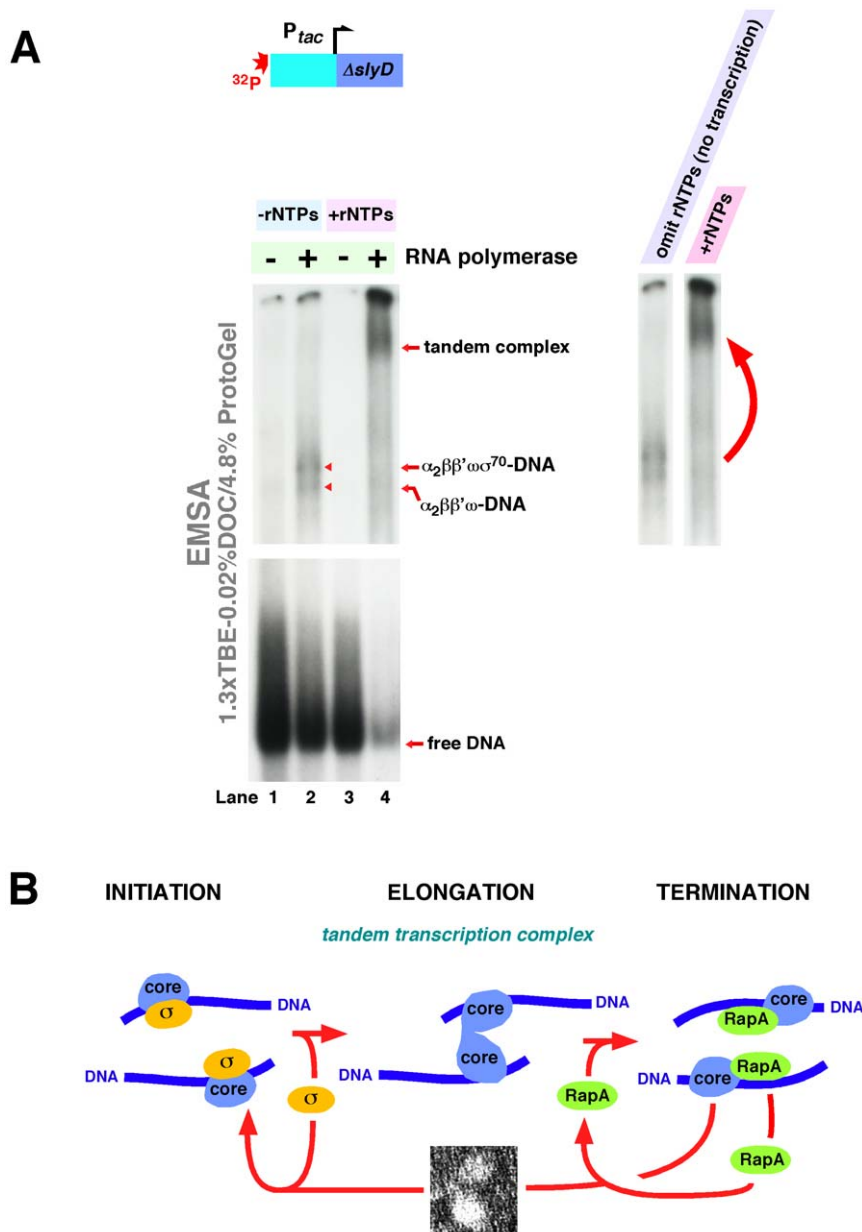 A
P tac
ΔslyD
³²P
omit rNTPs (no transcription)
+rNTPs
-rNTPs +rNTPs
- + - + RNA polymerase
EMSA
1.3xTBE-0.02%DOC/4.8% ProtoGel
tandem complex
α₂ββ'ωσ⁷⁰-DNA
α₂ββ'ω-DNA
free DNA
Lane 1 2 3 4
B
INITIATION ELONGATION TERMINATION
tandem transcription complex
core
σ
DNA
core
DNA
core
DNA
RapA
σ
core
DNA
core
DNA
RapA
DNA
core
RapA
σ
RapA